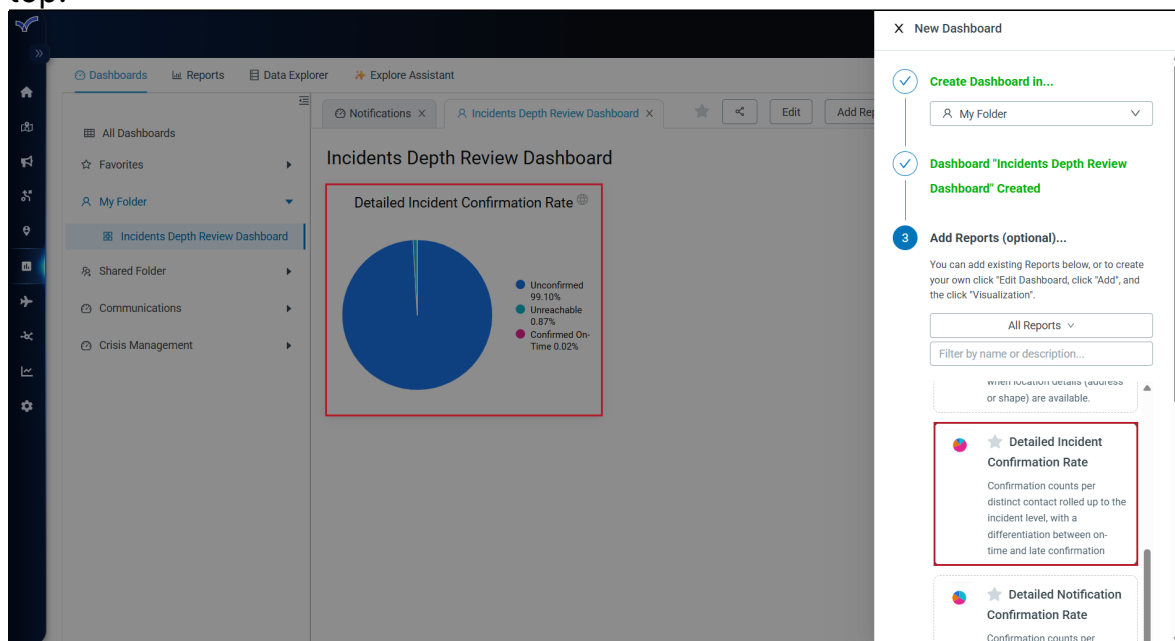 top.
X New Dashboard
Dashboards Reports Data Explorer Explore Assistant
Notifications X Incidents Depth Review Dashboard X Edit Add Rep
All Dashboards
Favorites
My Folder
Incidents Depth Review Dashboard
Shared Folder
Communications
Crisis Management
Incidents Depth Review Dashboard
Detailed Incident Confirmation Rate
Unconfirmed
99.10%
Unreachable
0.87%
Confirmed On-
Time 0.02%
Create Dashboard in...
My Folder
Dashboard "Incidents Depth Review
Dashboard" Created
3 Add Reports (optional)...
You can add existing Reports below, or to create
your own click "Edit Dashboard, click "Add", and
the click "Visualization".
All Reports
Filter by name or description...
when location details (address
or shape) are available.
Detailed Incident
Confirmation Rate
Confirmation counts per
distinct contact rolled up to the
incident level, with a
differentiation between on-
time and late confirmation
Detailed Notification
Confirmation Rate
Confirmation counts per